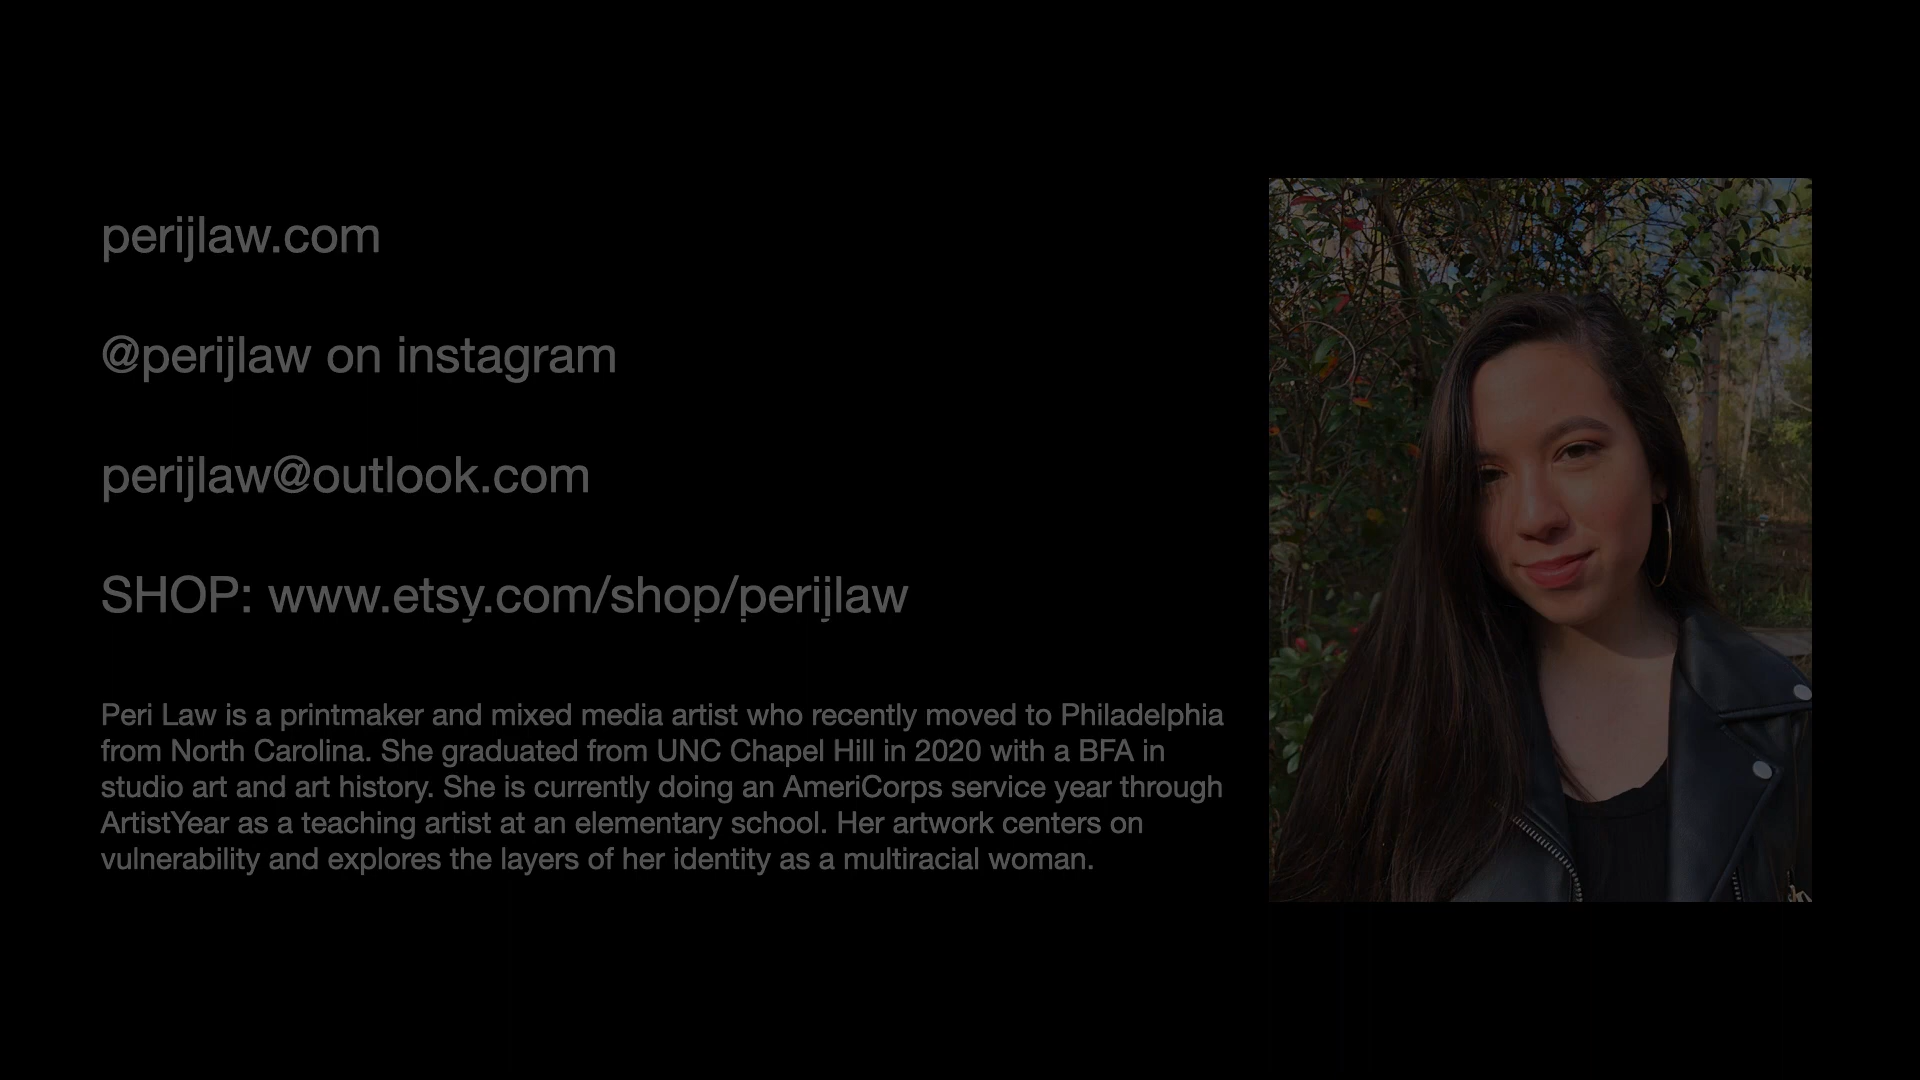 perijlaw.com
@perijlaw on instagram
perijlaw@outlook.com
SHOP: www.etsy.com/shop/perijlaw
Peri Law is a printmaker and mixed media artist who recently moved to Philadelphia
from North Carolina. She graduated from UNC Chapel Hill in 2020 with a BFA in
studio art and art history. She is currently doing an AmeriCorps service year through
ArtistYear as a teaching artist at an elementary school. Her artwork centers on
vulnerability and explores the layers of her identity as a multiracial woman.